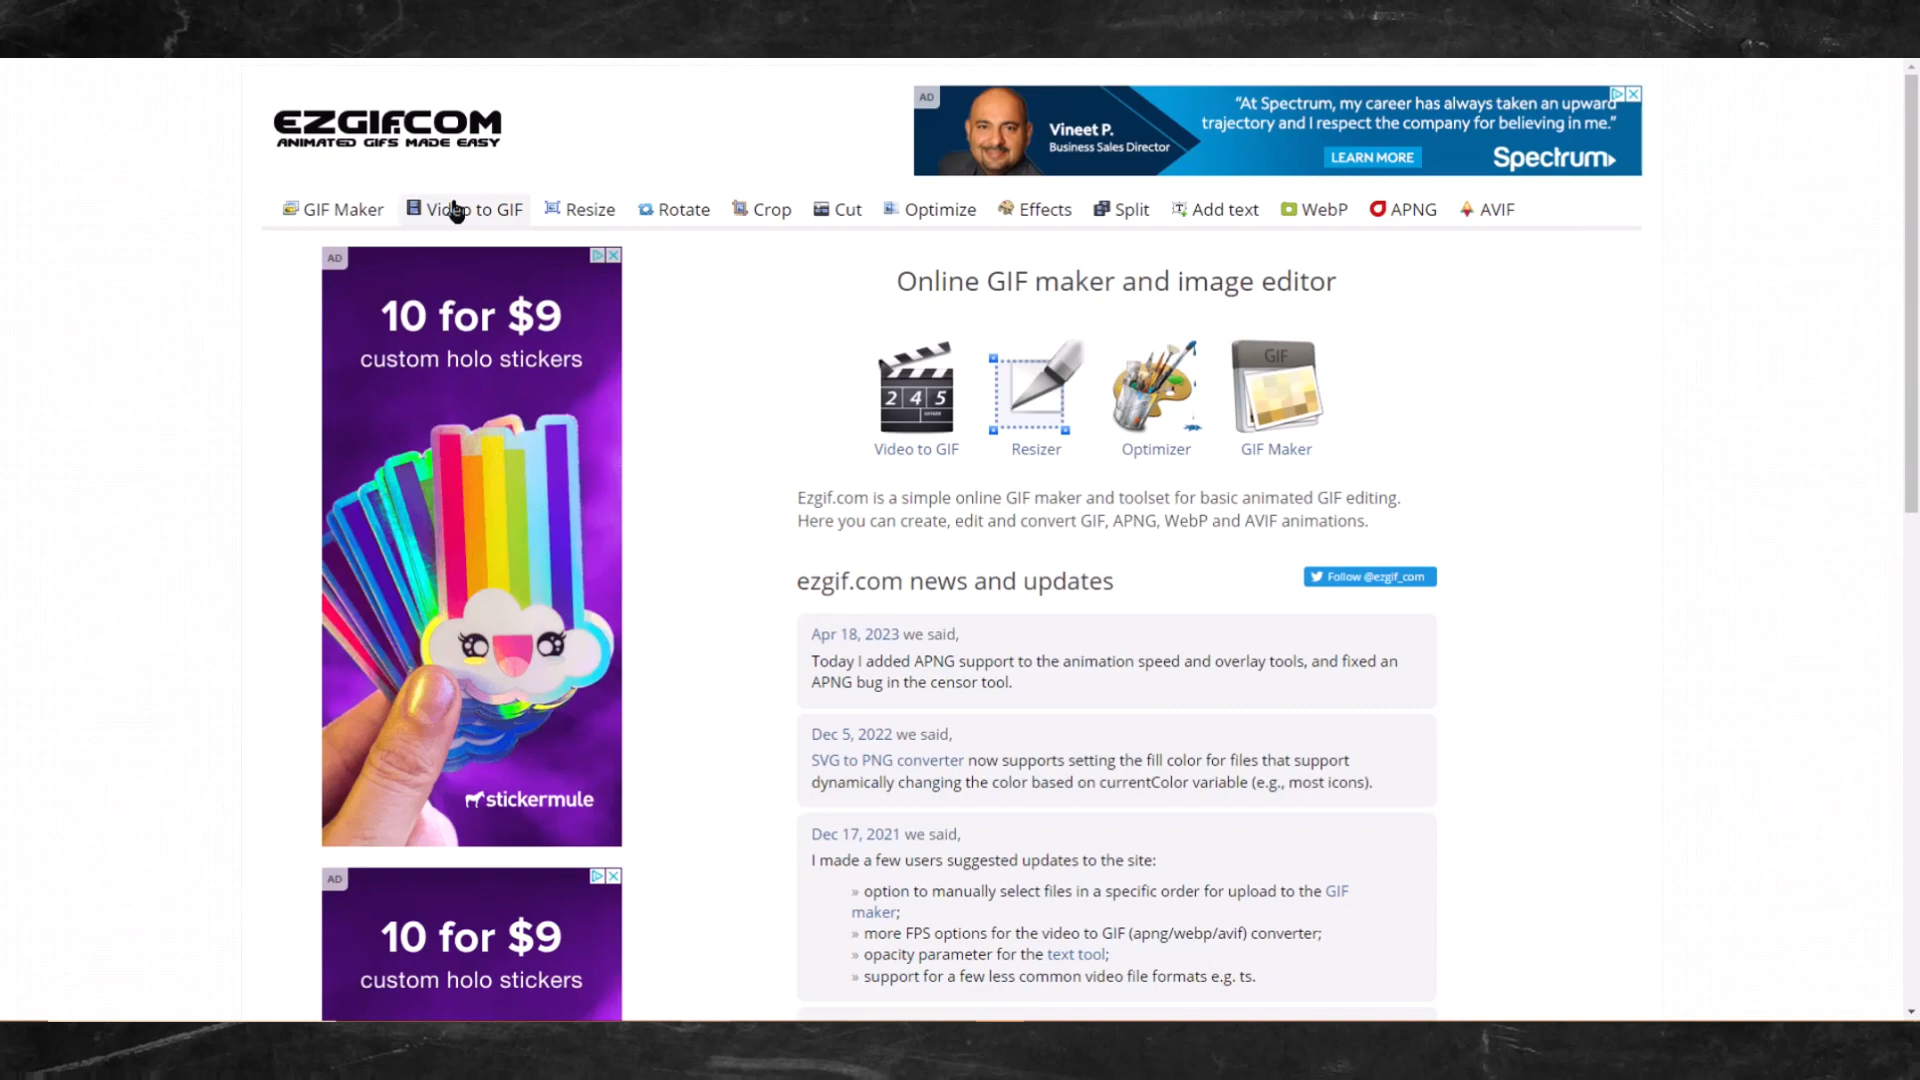 EZGIF.COM
ANIMATED GIFS MADE EASY
AD
Vineet P.
Business Sales Director
“At Spectrum, my career has always taken an upward
trajectory and I respect the company for believing in me.”
LEARN MORE
Spectrum
GIF Maker
Video to GIF
Resize
Rotate
Crop
Cut
Optimize
Effects
Split
Add text
WebP
APNG
AVIF
AD
10 for $9
custom holo stickers
stickermule
AD
10 for $9
custom holo stickers
Online GIF maker and image editor
2 4 5
GIF
Video to GIF
Resizer
Optimizer
GIF Maker
Ezgif.com is a simple online GIF maker and toolset for basic animated GIF editing.
Here you can create, edit and convert GIF, APNG, WebP and AVIF animations.
ezgif.com news and updates
Follow @ezgif_com
Apr 18, 2023 we said,
Today I added APNG support to the animation speed and overlay tools, and fixed an
APNG bug in the censor tool.
Dec 5, 2022 we said,
SVG to PNG converter now supports setting the fill color for files that support
dynamically changing the color based on currentColor variable (e.g., most icons).
Dec 17, 2021 we said,
I made a few users suggested updates to the site:
» option to manually select files in a specific order for upload to the GIF
maker;
» more FPS options for the video to GIF (apng/webp/avif) converter;
» opacity parameter for the text tool;
» support for a few less common video file formats e.g. ts.